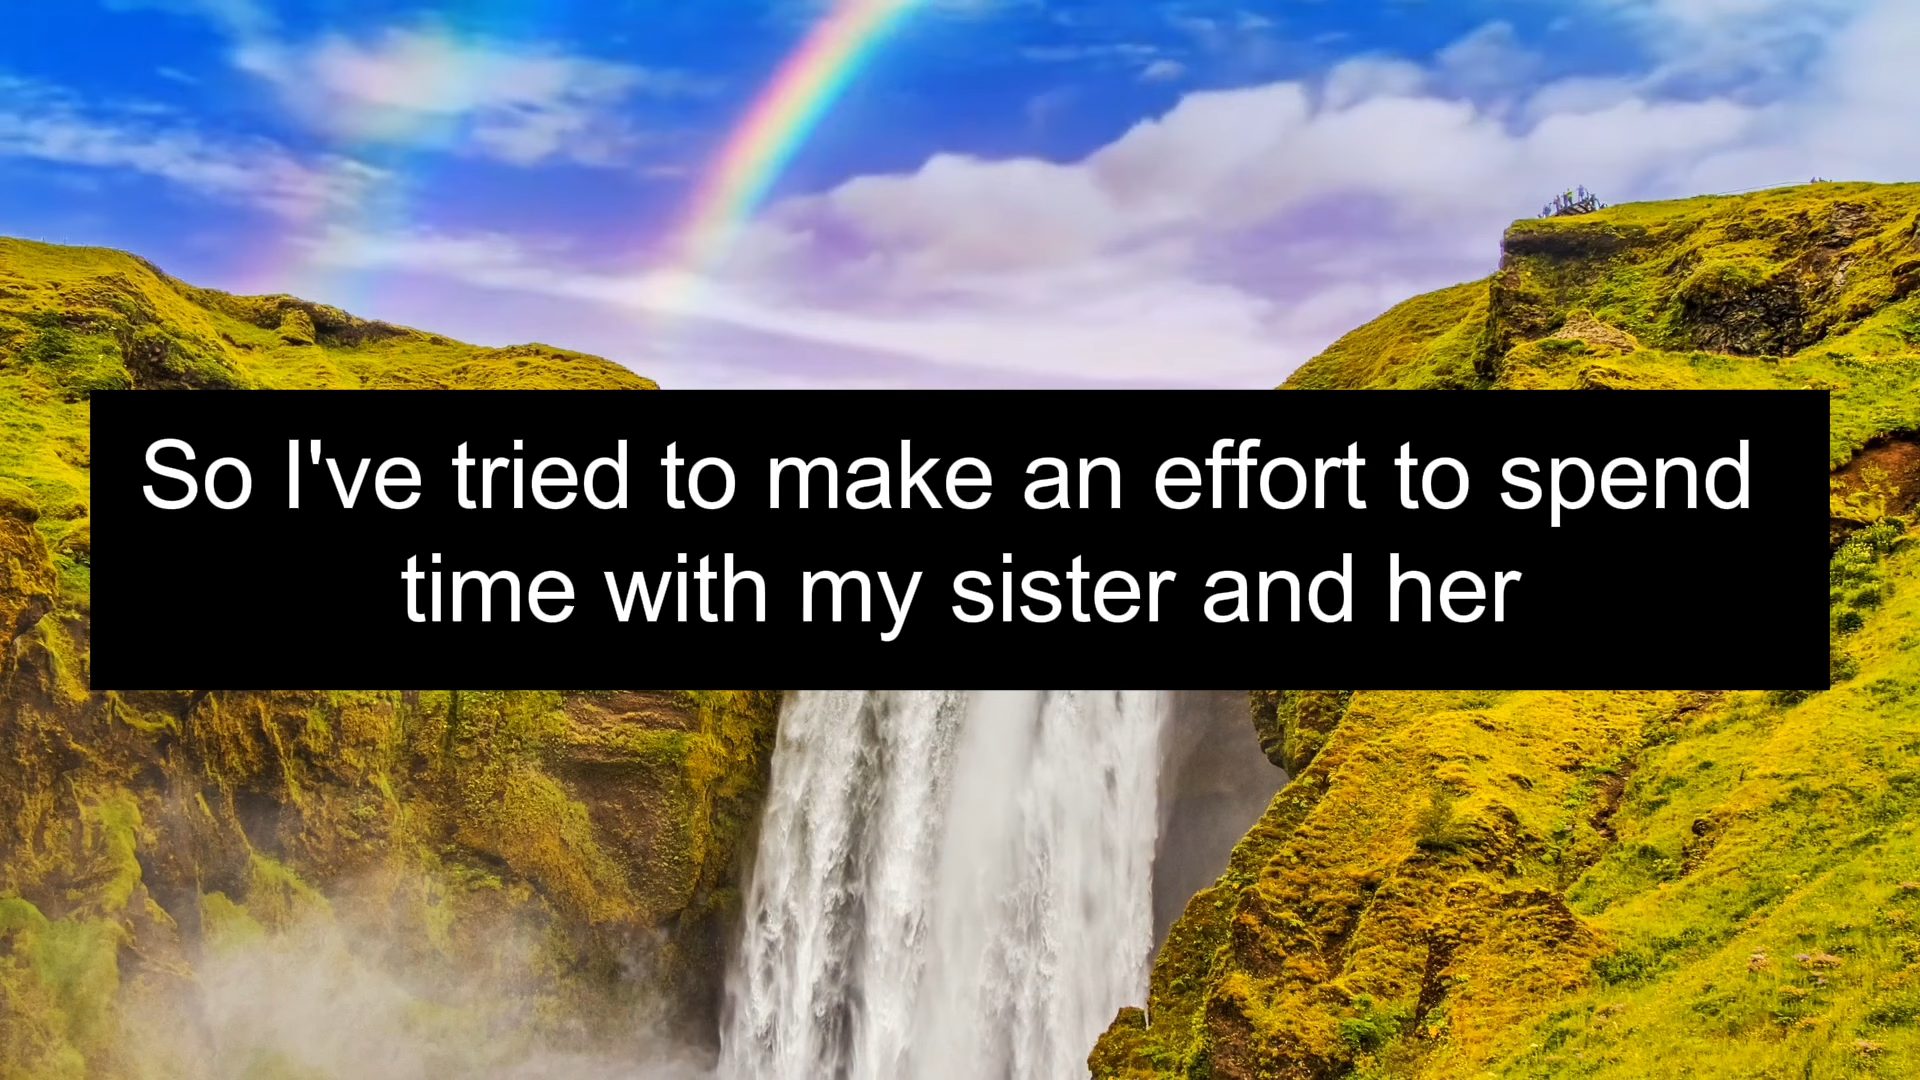 So I've tried to make an effort to spend
time with my sister and her